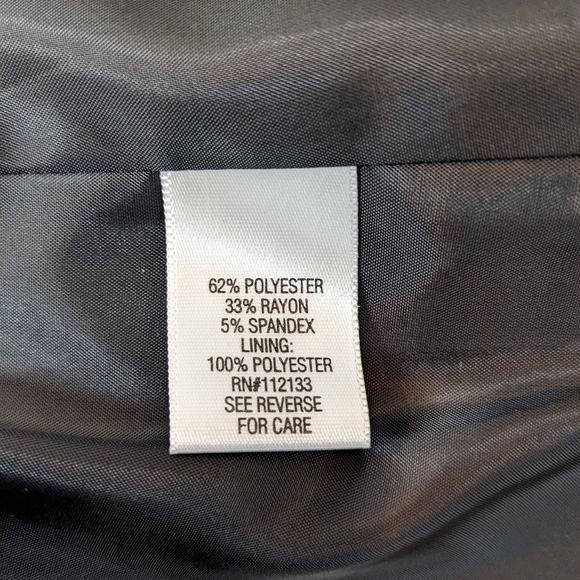 62% POLYESTER
33% RAYON
5% SPANDEX
LINING:
100% POLYESTER
RN#112133
SEE REVERSE
FOR CARE